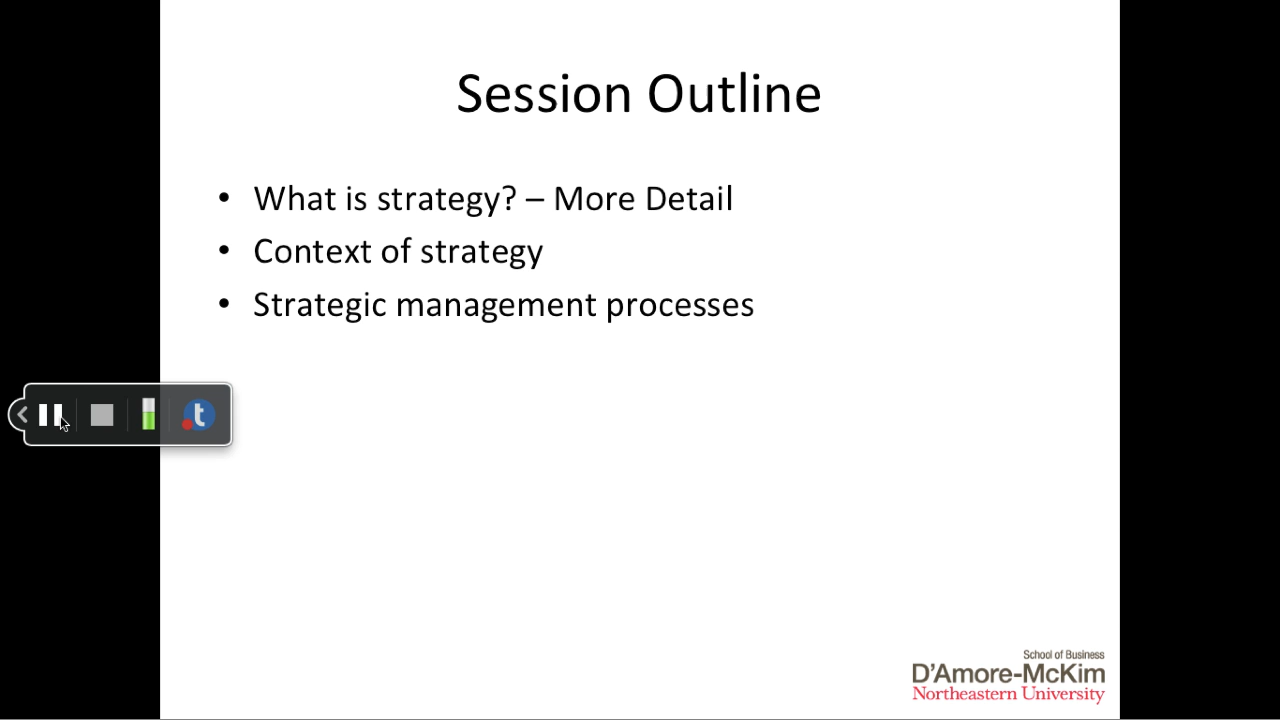 Session Outline
• What is strategy? – More Detail
• Context of strategy
• Strategic management processes
t
School of Business
D'Amore-McKim
Northeastern University